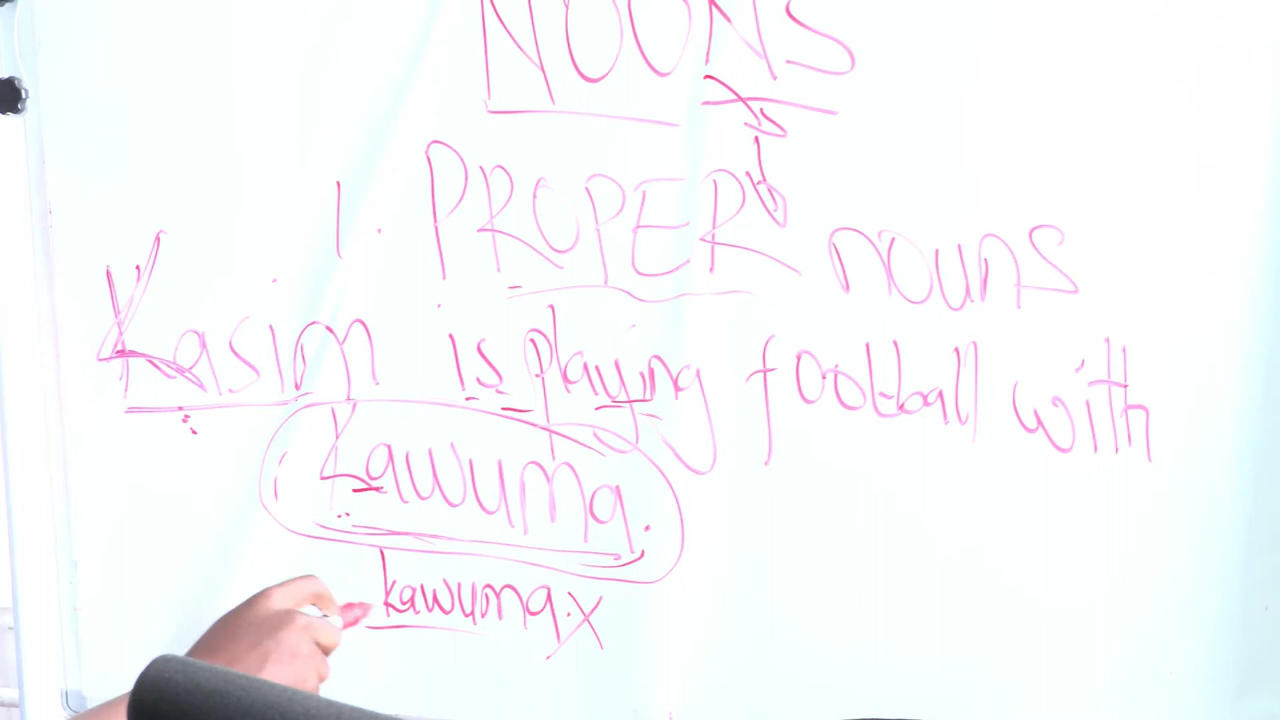 NOUNS
1. PROPER nouns
Kasim is playing football with
Kawuma.
kawuma. X